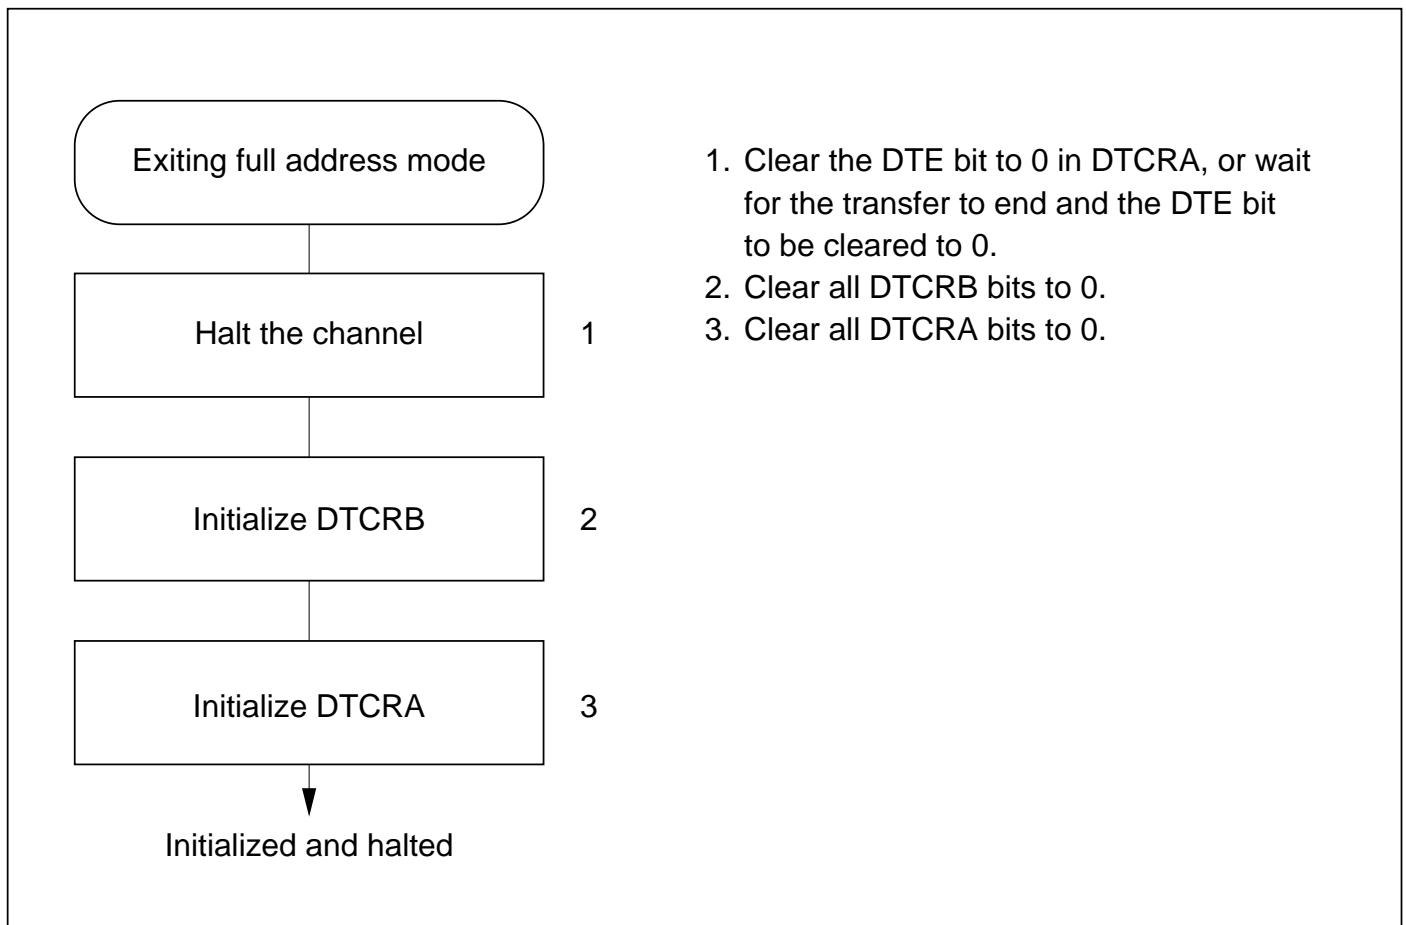 Exiting full address mode
Halt the channel
1
Initialize DTCRB
2
Initialize DTCRA
3
Initialized and halted
1. Clear the DTE bit to 0 in DTCRA, or wait
for the transfer to end and the DTE bit
to be cleared to 0.
2. Clear all DTCRB bits to 0.
3. Clear all DTCRA bits to 0.